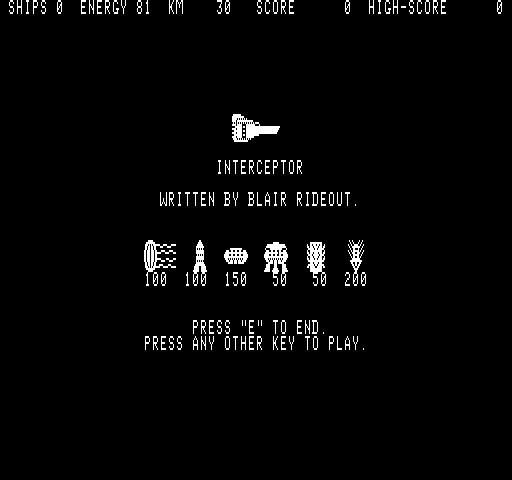 SHIPS 0 ENERGY 81 KM 30 SCORE 0 HIGH-SCORE 0
INTERCEPTOR
WRITTEN BY BLAIR RIDEOUT.
100 100 150 50 50 200
PRESS "E" TO END.
PRESS ANY OTHER KEY TO PLAY.